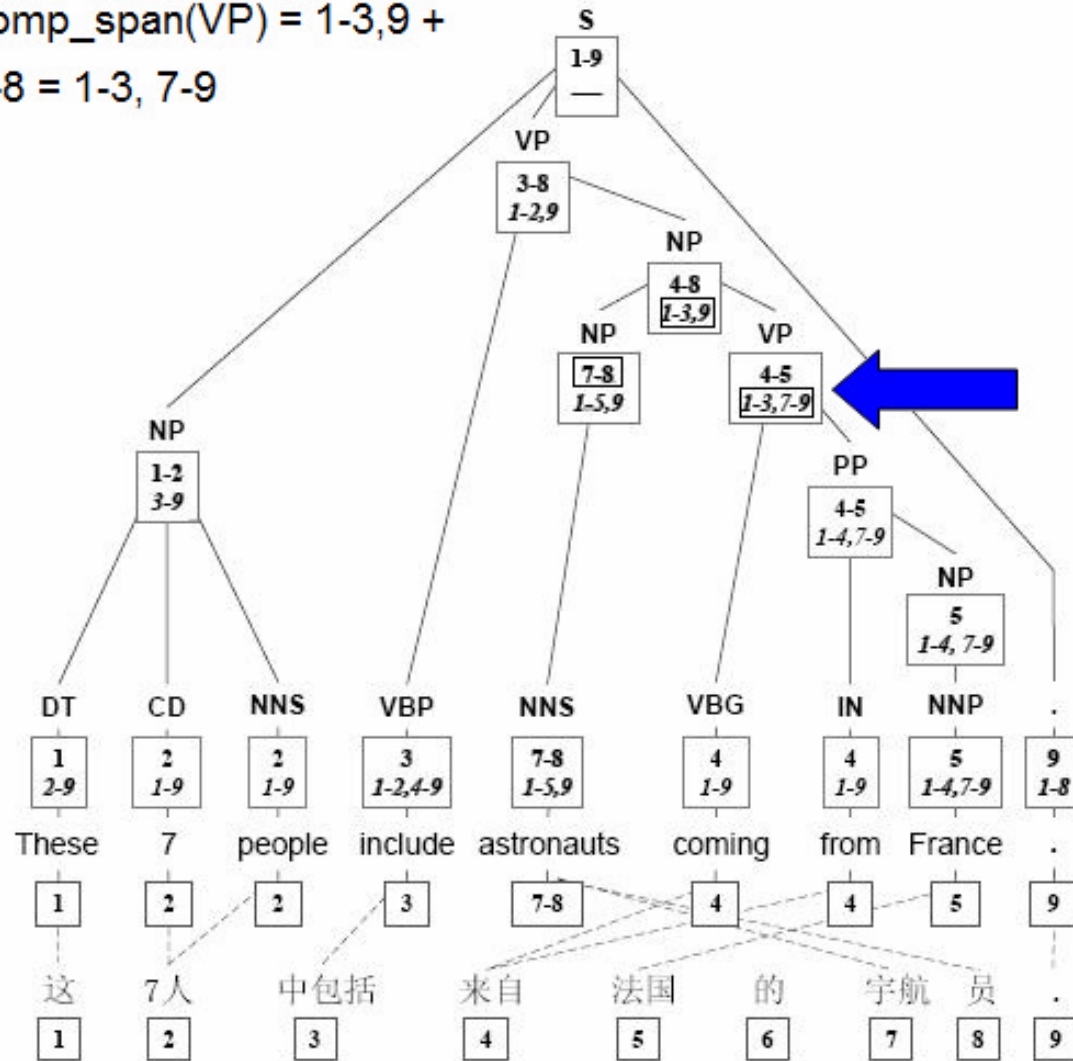 omp_span(VP) = 1-3,9 +
-8 = 1-3, 7-9
S
1-9
—
VP
3-8
1-2,9
NP
4-8
1-3,9
NP
VP
7-8
1-5,9
4-5
1-3,7-9
NP
1-2
3-9
PP
4-5
1-4,7-9
NP
5
1-4, 7-9
DT CD NNS VBP NNS VBG IN NNP .
1 2 2 3 7-8 4 4 5 9
2-9 1-9 1-9 1-2,4-9 1-5,9 1-9 1-9 1-4,7-9 1-8
These 7 people include astronauts coming from France .
1 2 2 3 7-8 4 4 5 9
这 7人 中包括 来自 法国 的 宇航 员 .
1 2 3 4 5 6 7 8 9